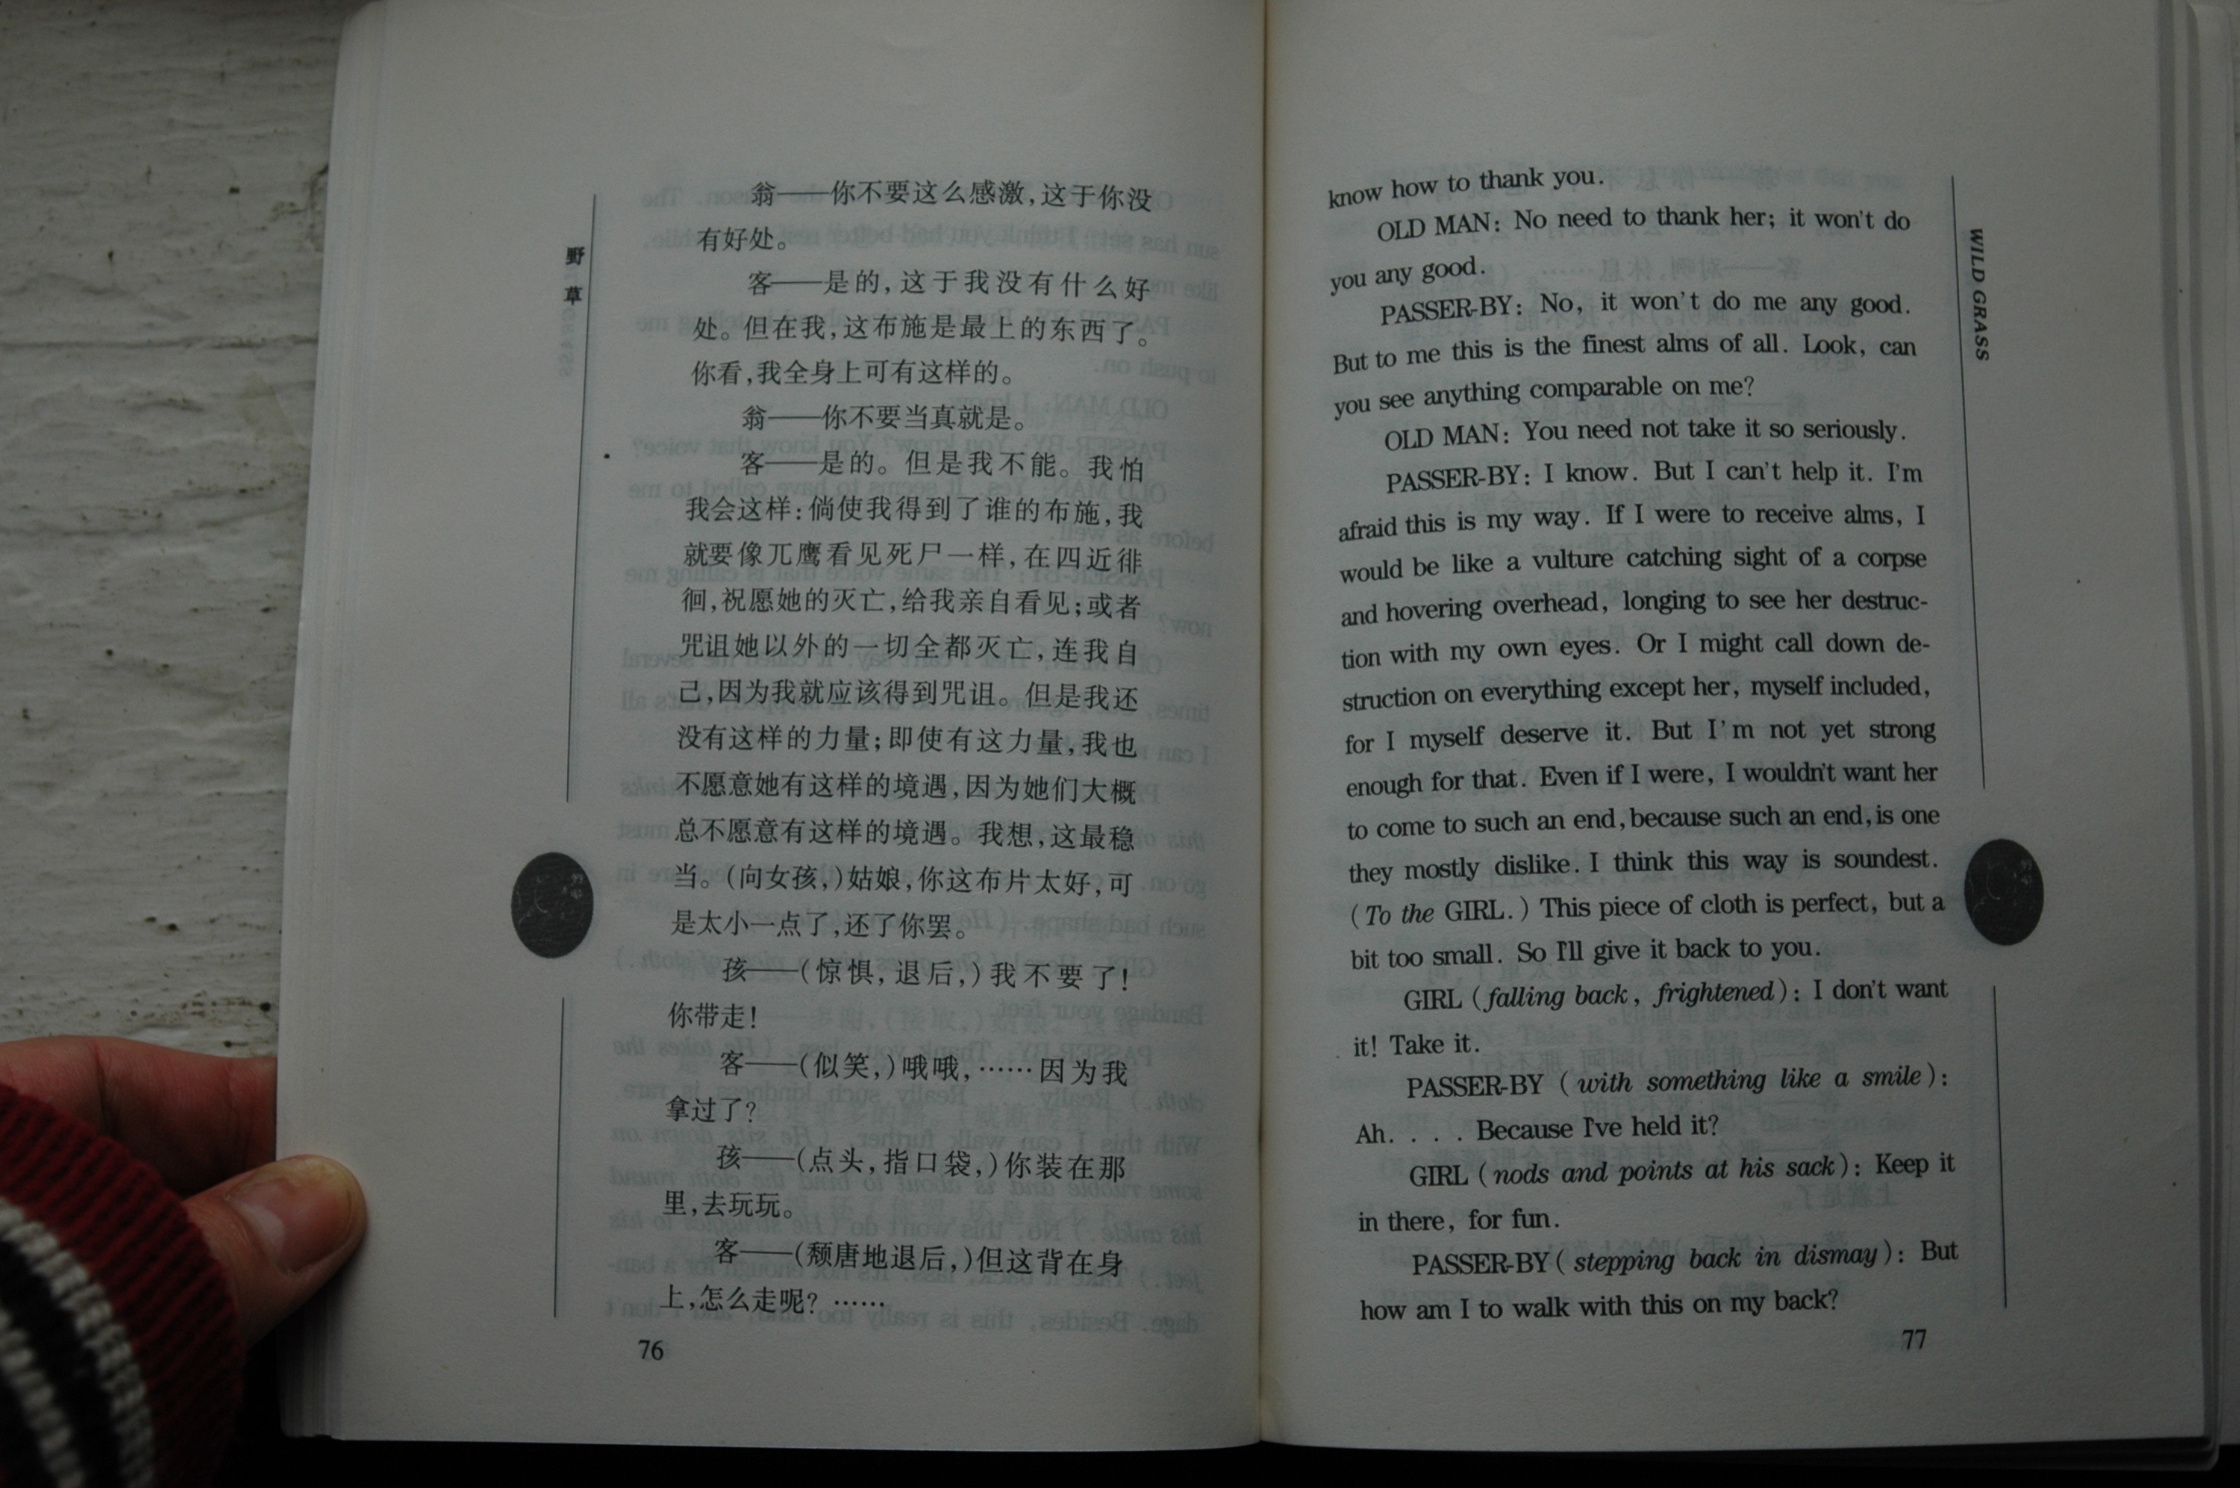 野草
翁——你不要这么感激,这于你没
有好处。
客——是的,这于我没有什么好
处。但在我,这布施是最上的东西了。
你看,我全身上可有这样的。
翁——你不要当真就是。
客——是的。但是我不能。我怕
我会这样:倘使我得到了谁的布施,我
就要像兀鹰看见死尸一样,在四近徘
徊,祝愿她的灭亡,给我亲自看见;或者
咒诅她以外的一切全都灭亡,连我自
己,因为我就应该得到咒诅。但是我还
没有这样的力量;即使有这力量,我也
不愿意她有这样的境遇,因为她们大概
总不愿意有这样的境遇。我想,这最稳
当。(向女孩,)姑娘,你这布片太好,可
是太小一点了,还了你罢。
孩——(惊惧,退后,)我不要了!
你带走!
客——(似笑,)哦哦,……因为我
拿过了?
孩——(点头,指口袋,)你装在那
里,去玩玩。
客——(颓唐地退后,)但这背在身
上,怎么走呢?……
76
know how to thank you.
OLD MAN: No need to thank her; it won't do
you any good.
PASSER-BY: No, it won't do me any good.
But to me this is the finest alms of all. Look, can
you see anything comparable on me?
OLD MAN: You need not take it so seriously.
PASSER-BY: I know. But I can't help it. I'm
afraid this is my way. If I were to receive alms, I
would be like a vulture catching sight of a corpse
and hovering overhead, longing to see her destruc-
tion with my own eyes. Or I might call down de-
struction on everything except her, myself included,
for I myself deserve it. But I'm not yet strong
enough for that. Even if I were, I wouldn't want her
to come to such an end, because such an end, is one
they mostly dislike. I think this way is soundest.
(To the GIRL.) This piece of cloth is perfect, but a
bit too small. So I'll give it back to you.
GIRL (falling back, frightened): I don't want
it! Take it.
PASSER-BY (with something like a smile):
Ah. . . . Because I've held it?
GIRL (nods and points at his sack): Keep it
in there, for fun.
PASSER-BY (stepping back in dismay): But
how am I to walk with this on my back?
77
WILD GRASS